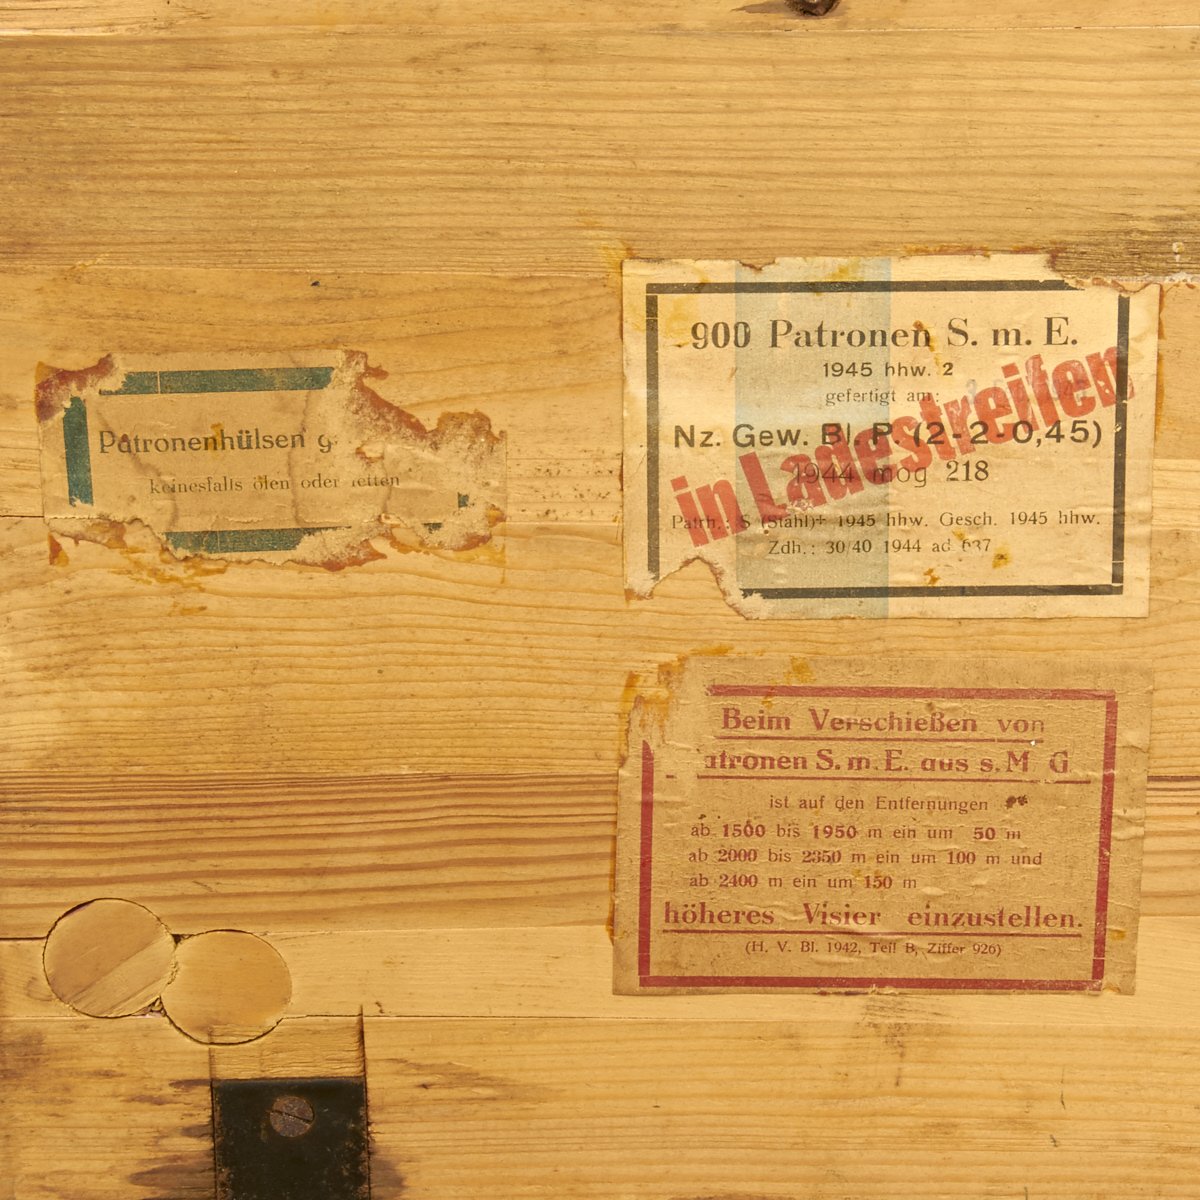 Patronenhülsen
keinesfalls ölen oder fetten
900 Patronen S. m. E.
1945 hhw. 2
gefertigt am:
Nz. Gew. Bl. P. (2-2-0,45)
1944 mog 218
in Ladestreifen
Patrh.: S (Stahl)+ 1945 hhw. Gesch. 1945 hhw.
Zdh.: 30/40 1944 ad
Beim Verschießen von
atronen S. m. E. aus s. M G
ist auf den Entfernungen
ab 1500 bis 1950 m ein um 50 m
ab 2000 bis 2350 m ein um 100 m und
ab 2400 m ein um 150 m
höheres Visier einzustellen.
(H. V. Bl. 1942, Teil B, Ziffer 926)